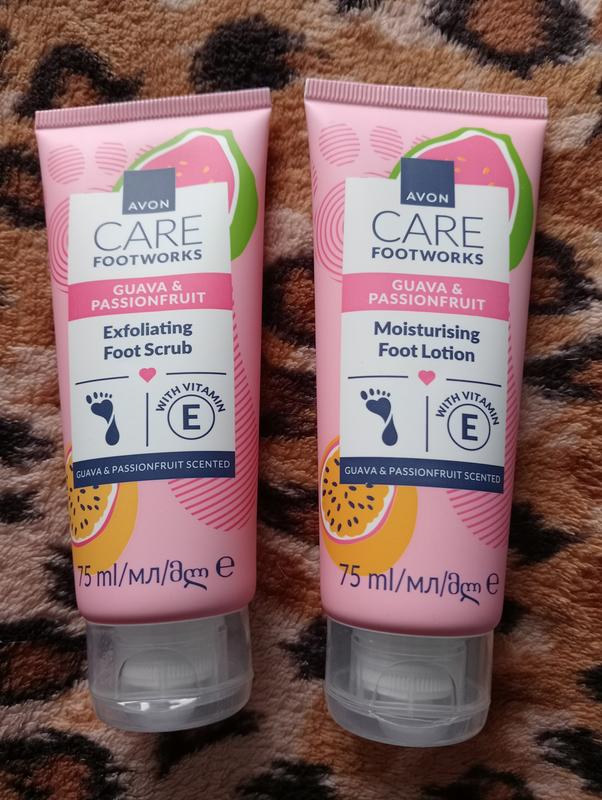 AVON
CARE
FOOTWORKS
GUAVA &
PASSIONFRUIT
Exfoliating
Foot Scrub
WITH VITAMIN
E
GUAVA & PASSIONFRUIT SCENTED
75 ml/мл/მლ e
AVON
CARE
FOOTWORKS
GUAVA &
PASSIONFRUIT
Moisturising
Foot Lotion
WITH VITAMIN
E
GUAVA & PASSIONFRUIT SCENTED
75 ml/мл/მლ e